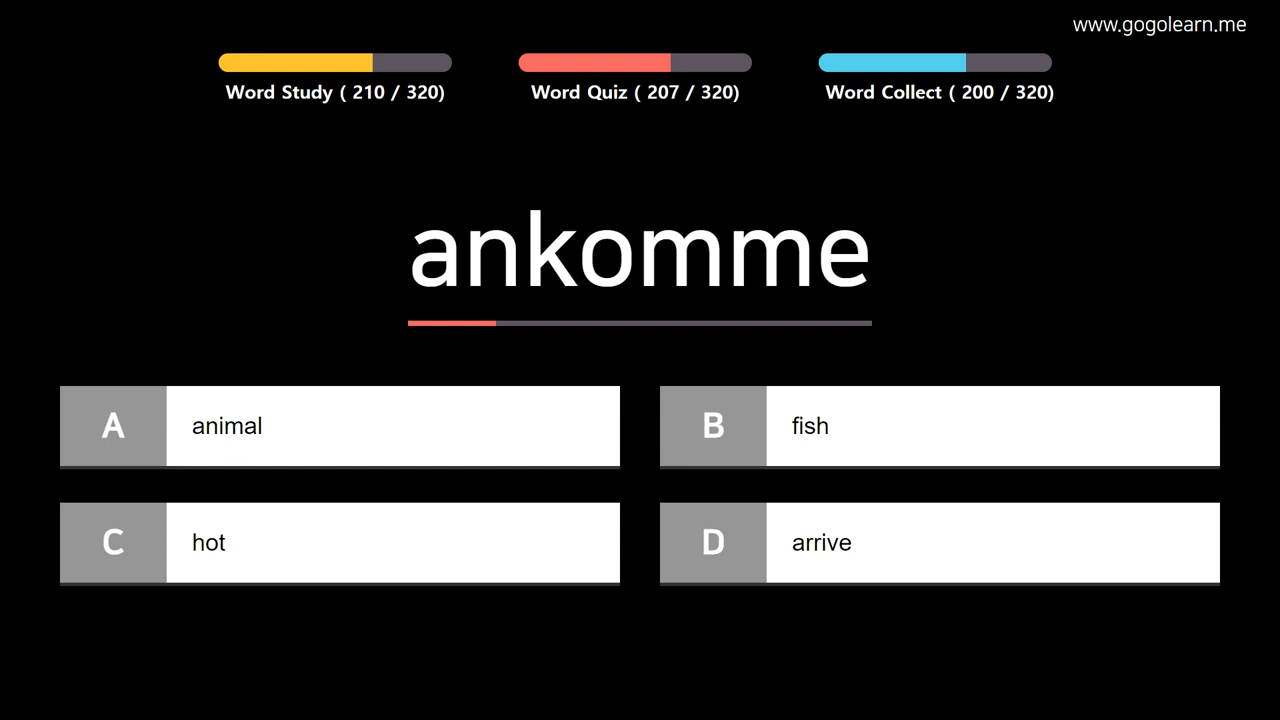 www.gogolearn.me
Word Study ( 210 / 320)
Word Quiz ( 207 / 320)
Word Collect ( 200 / 320)
ankomme
A animal
B fish
C hot
D arrive